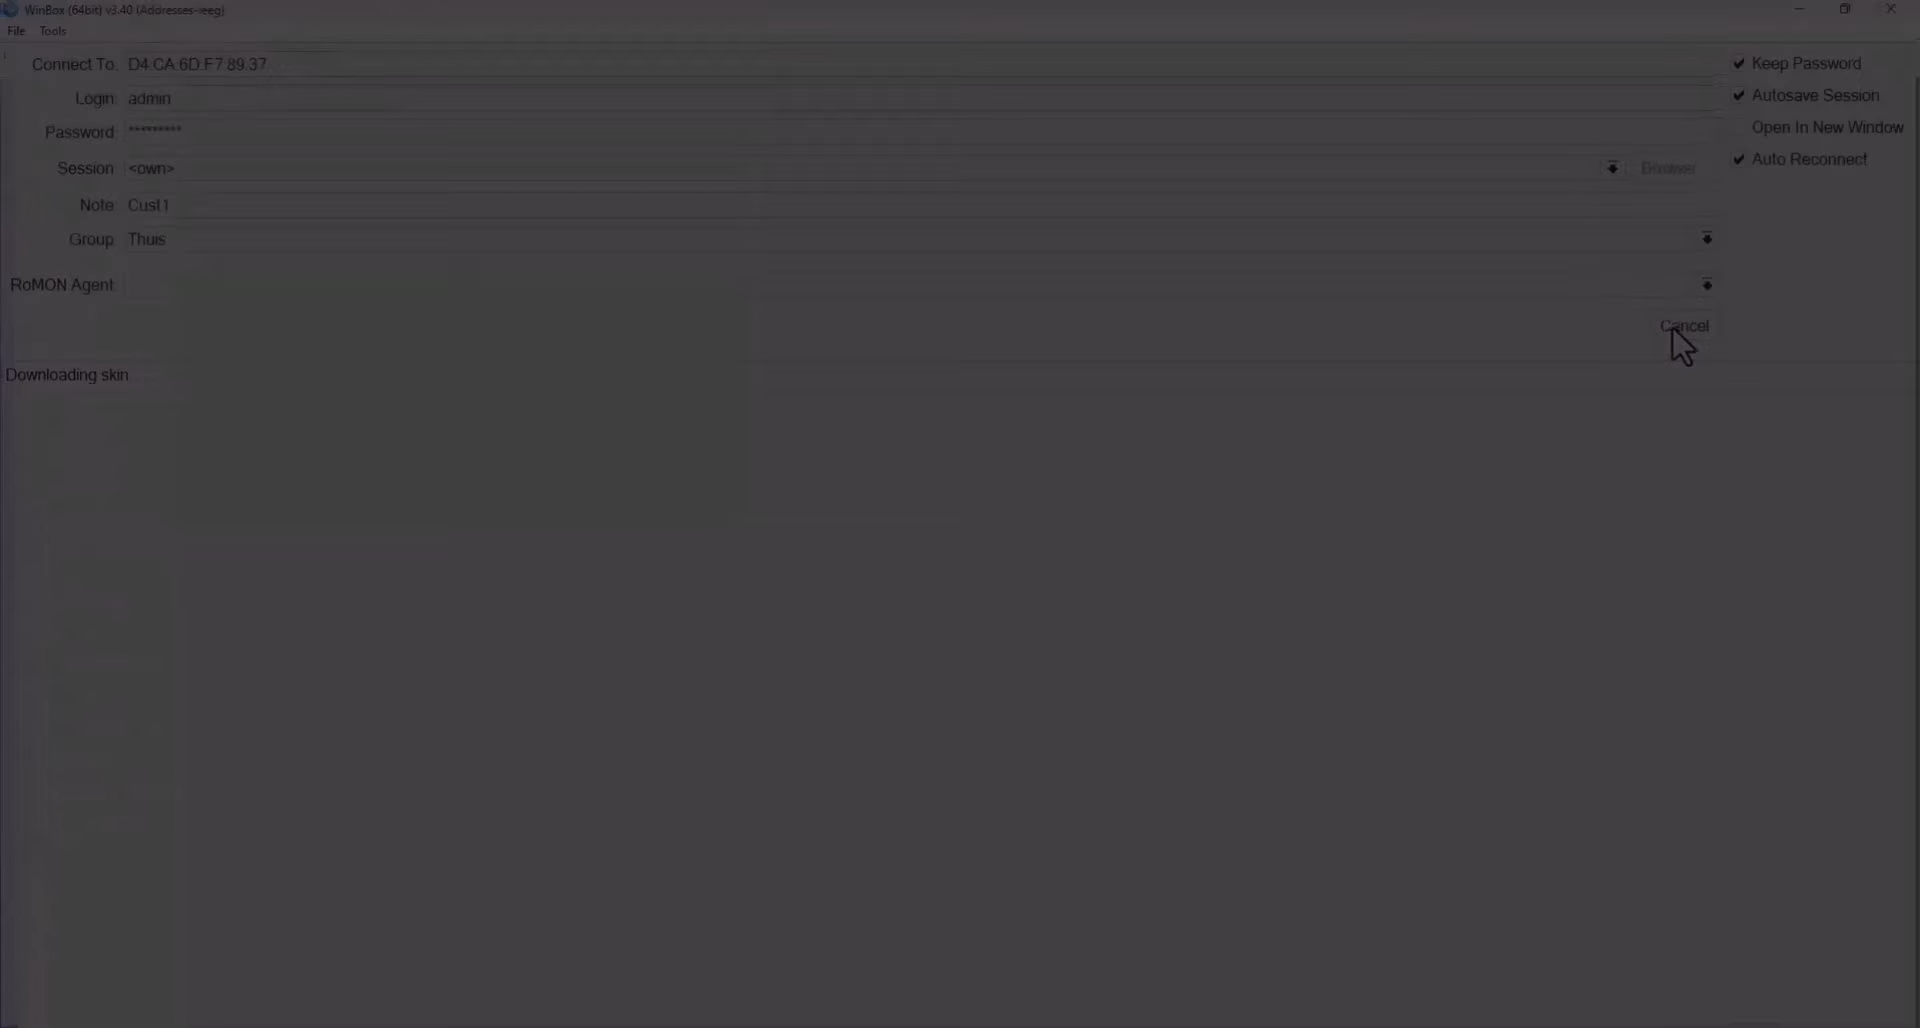 WinBox (64bit) v3.40 (Addresses-leeg)
File Tools
Connect To: D4:CA:6D:F7:89:37
Keep Password
Login: admin
Autosave Session
Password: *********
Open In New Window
Session: <own>
Browse
Auto Reconnect
Note: Cust1
Group: Thuis
RoMON Agent:
Cancel
Downloading skin